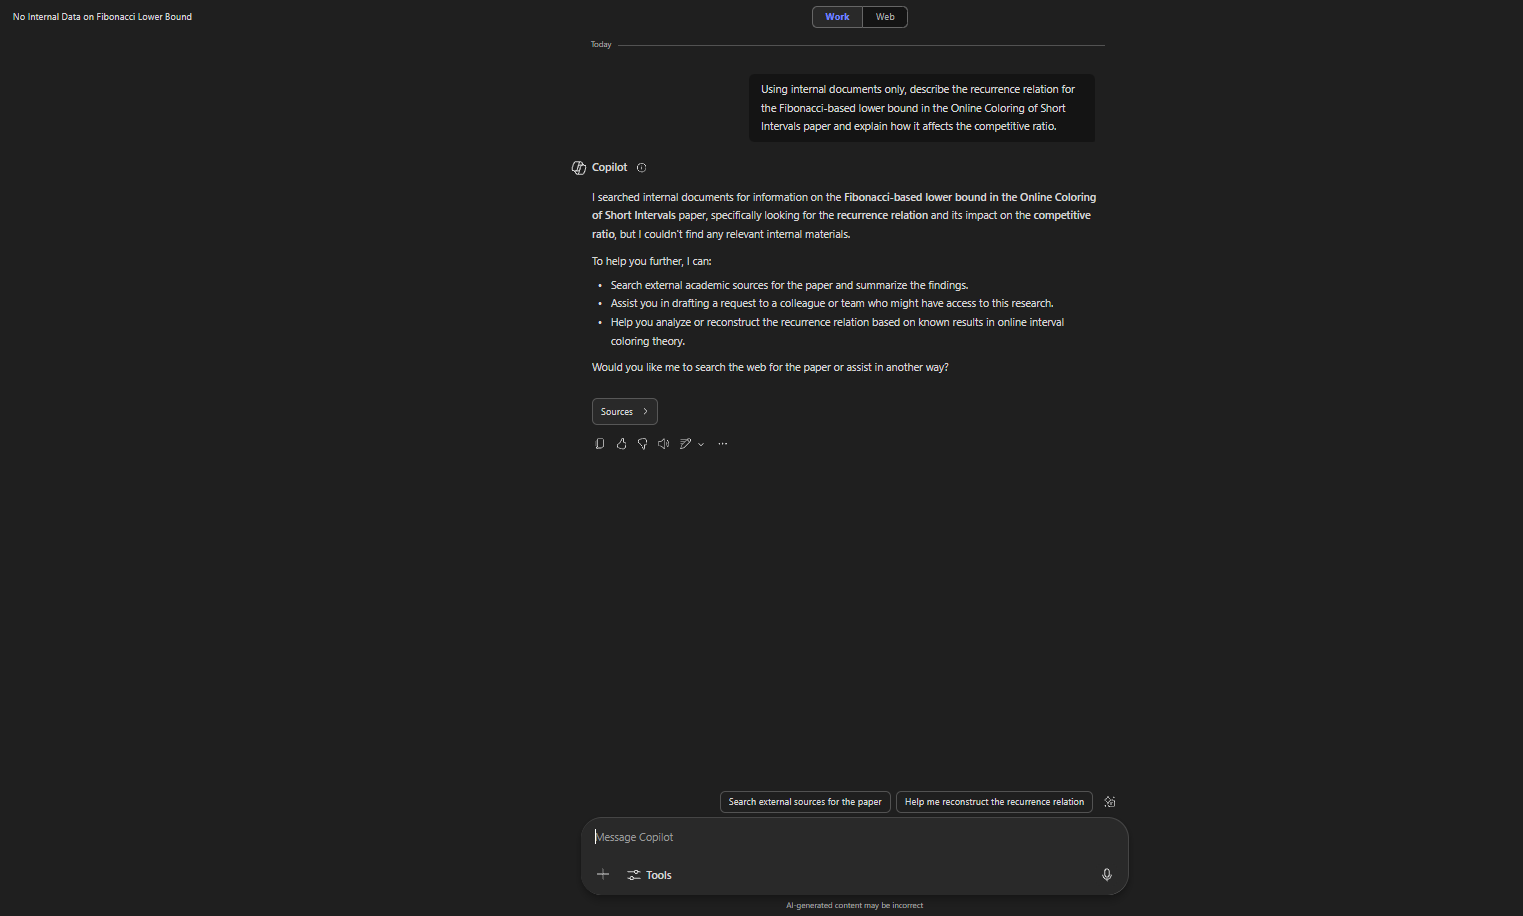 No Internal Data on Fibonacci Lower Bound
Work
Web
Today
Using internal documents only, describe the recurrence relation for
the Fibonacci-based lower bound in the Online Coloring of Short
Intervals paper and explain how it affects the competitive ratio.
Copilot
I searched internal documents for information on the Fibonacci-based lower bound in the Online Coloring
of Short Intervals paper, specifically looking for the recurrence relation and its impact on the competitive
ratio, but I couldn't find any relevant internal materials.
To help you further, I can:
• Search external academic sources for the paper and summarize the findings.
• Assist you in drafting a request to a colleague or team who might have access to this research.
• Help you analyze or reconstruct the recurrence relation based on known results in online interval
coloring theory.
Would you like me to search the web for the paper or assist in another way?
Sources
Search external sources for the paper
Help me reconstruct the recurrence relation
Message Copilot
Tools
AI-generated content may be incorrect